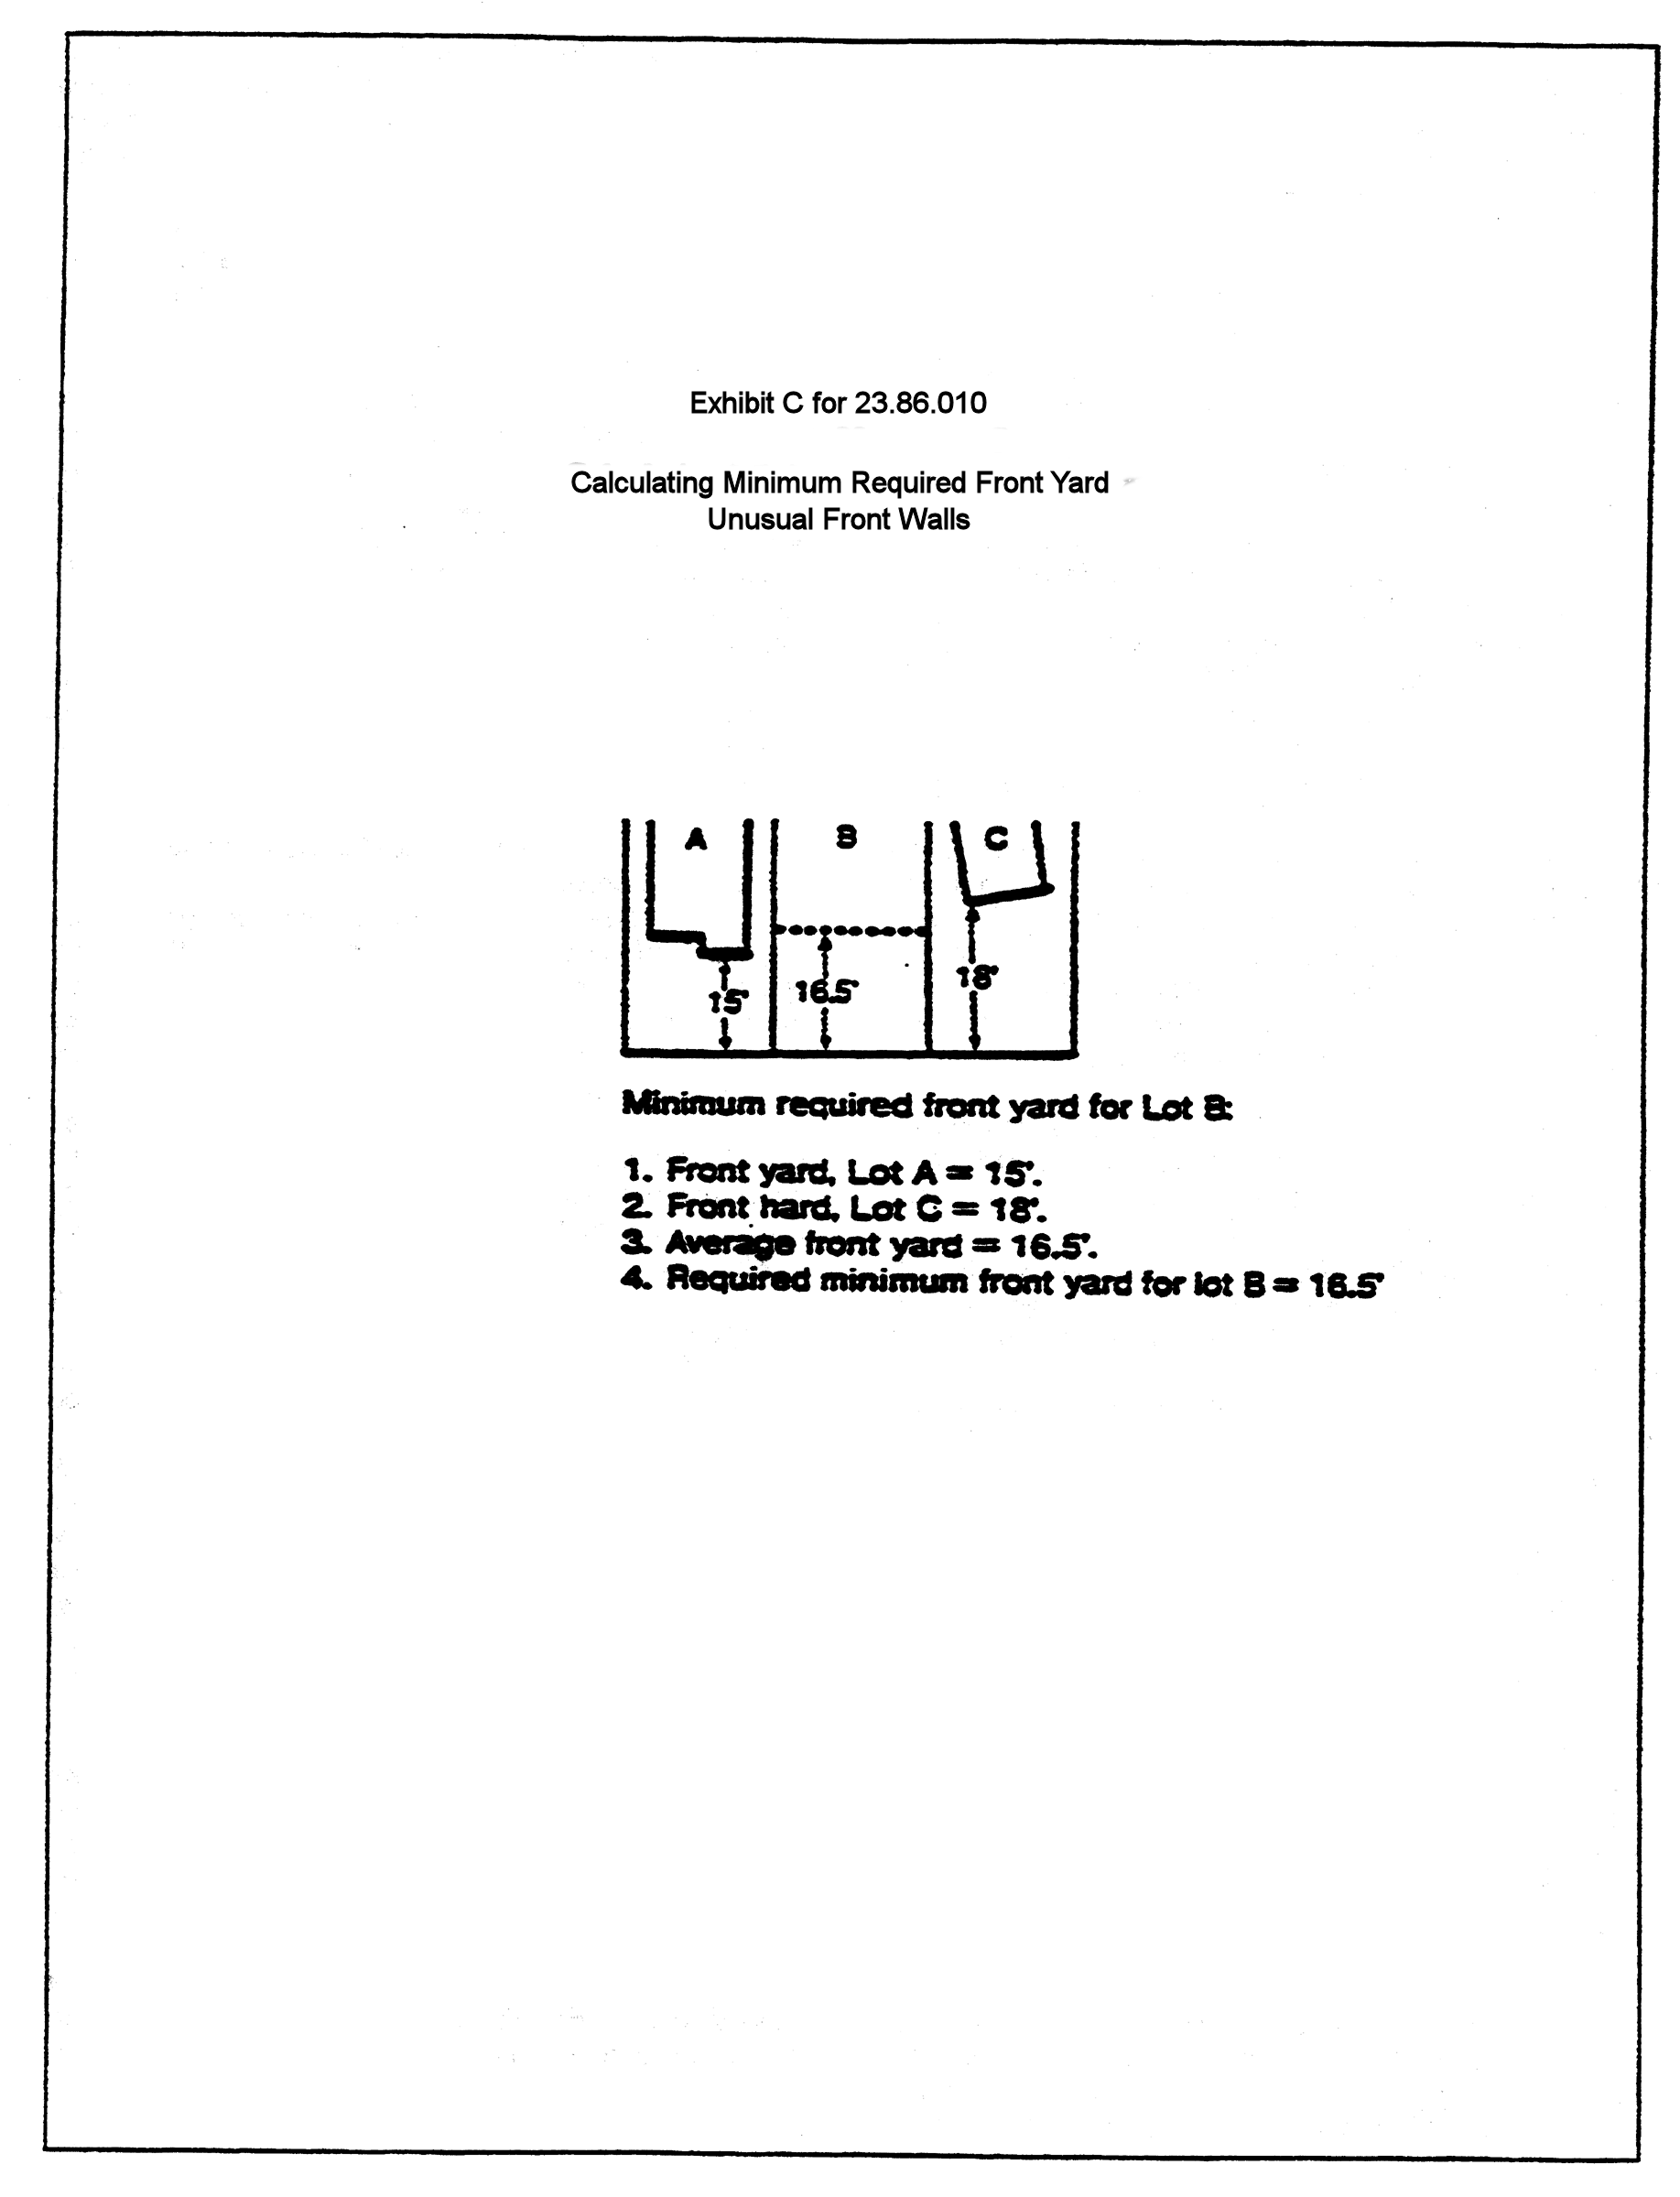 Exhibit C for 23.86.010
Calculating Minimum Required Front Yard
Unusual Front Walls
A B C
15' 16.5' 18'
Minimum required front yard for Lot B:
1. Front yard, Lot A = 15'.
2. Front hard, Lot C = 18'.
3. Average front yard = 16.5'.
4. Required minimum front yard for lot B = 16.5'